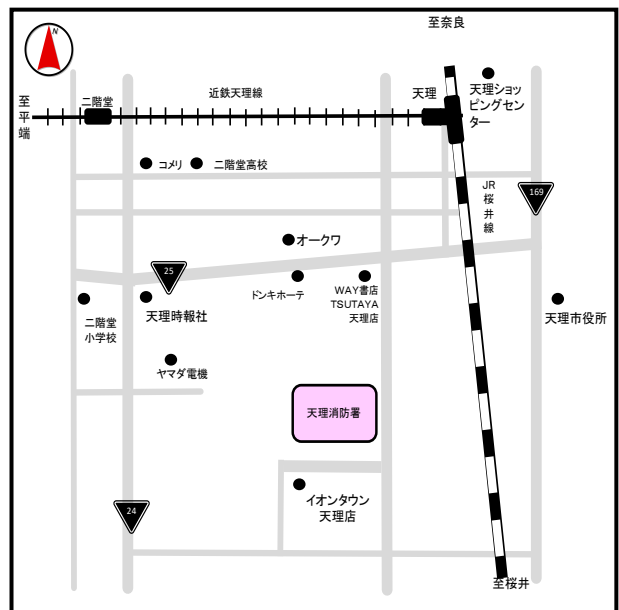 至奈良
N
至
平
端
二階堂
近鉄天理線
天理
天理ショッ
ピングセン
ター
コメリ
二階堂高校
JR
桜
井
線
169
オークワ
25
ドンキホーテ
WAY書店
TSUTAYA
天理店
二階堂
小学校
天理時報社
天理市役所
ヤマダ電機
天理消防署
イオンタウン
天理店
24
至桜井